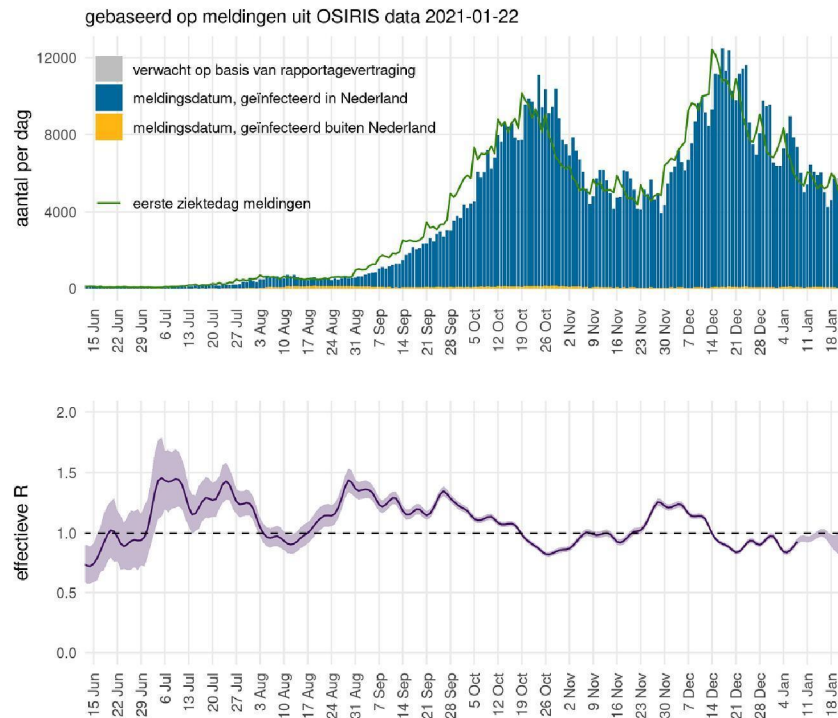 gebaseerd op meldingen uit OSIRIS data 2021-01-22
aantal per dag
12000
8000
4000
0
verwacht op basis van rapportagevertraging
meldingsdatum, geïnfecteerd in Nederland
meldingsdatum, geïnfecteerd buiten Nederland
eerste ziektedag meldingen
15 Jun
22 Jun
29 Jun
6 Jul
13 Jul
20 Jul
27 Jul
3 Aug
10 Aug
17 Aug
24 Aug
31 Aug
7 Sep
14 Sep
21 Sep
28 Sep
5 Oct
12 Oct
19 Oct
26 Oct
2 Nov
9 Nov
16 Nov
23 Nov
30 Nov
7 Dec
14 Dec
21 Dec
28 Dec
4 Jan
11 Jan
18 Jan
effectieve R
2.0
1.5
1.0
0.5
0.0
15 Jun
22 Jun
29 Jun
6 Jul
13 Jul
20 Jul
27 Jul
3 Aug
10 Aug
17 Aug
24 Aug
31 Aug
7 Sep
14 Sep
21 Sep
28 Sep
5 Oct
12 Oct
19 Oct
26 Oct
2 Nov
9 Nov
16 Nov
23 Nov
30 Nov
7 Dec
14 Dec
21 Dec
28 Dec
4 Jan
11 Jan
19 Jan